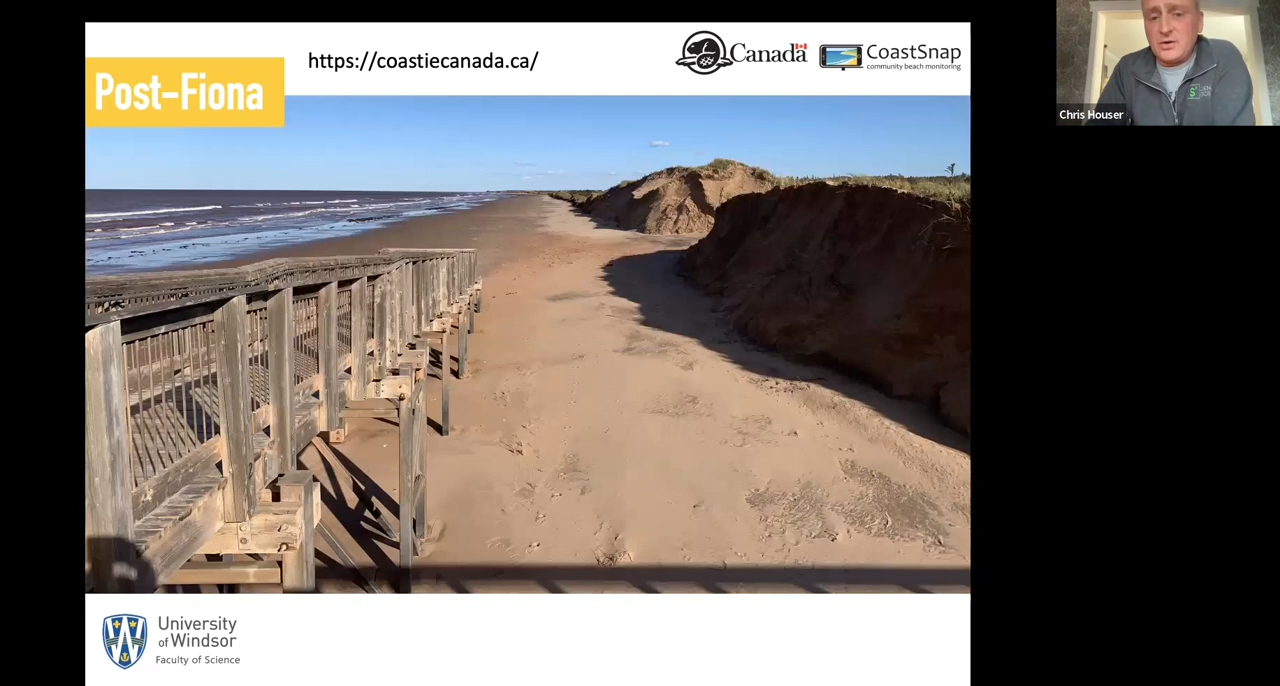 https://coastiecanada.ca/
Canada
CoastSnap
community beach monitoring
Post-Fiona
Chris Houser
University
of Windsor
Faculty of Science